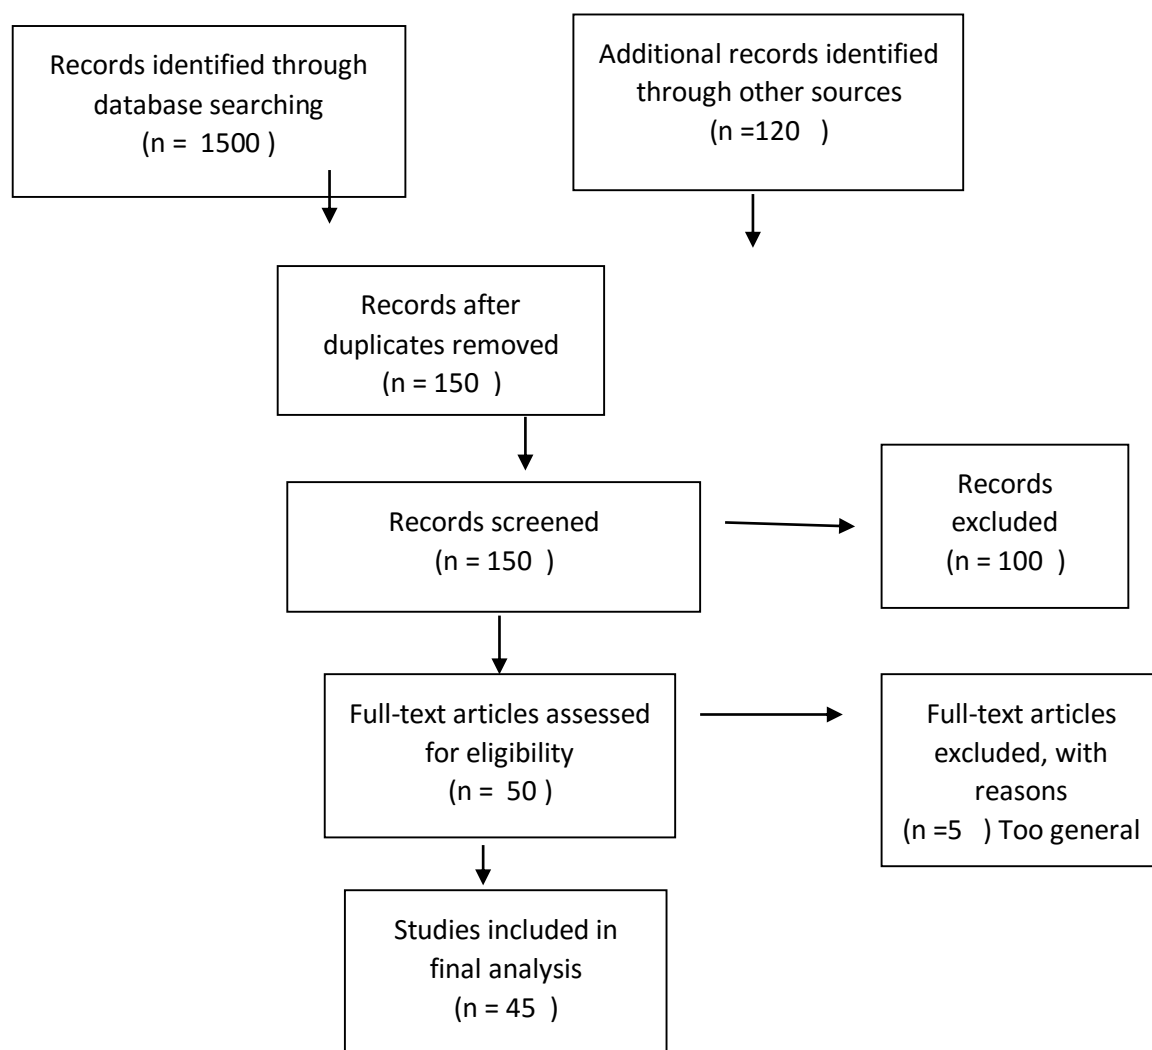 Records identified through
database searching
(n =  1500 )
Additional records identified
through other sources
(n =120   )
Records after
duplicates removed
(n = 150  )
Records screened
(n = 150  )
Records
excluded
(n = 100  )
Full-text articles assessed
for eligibility
(n =  50 )
Full-text articles
excluded, with
reasons
(n =5   ) Too general
Studies included in
final analysis
(n = 45  )